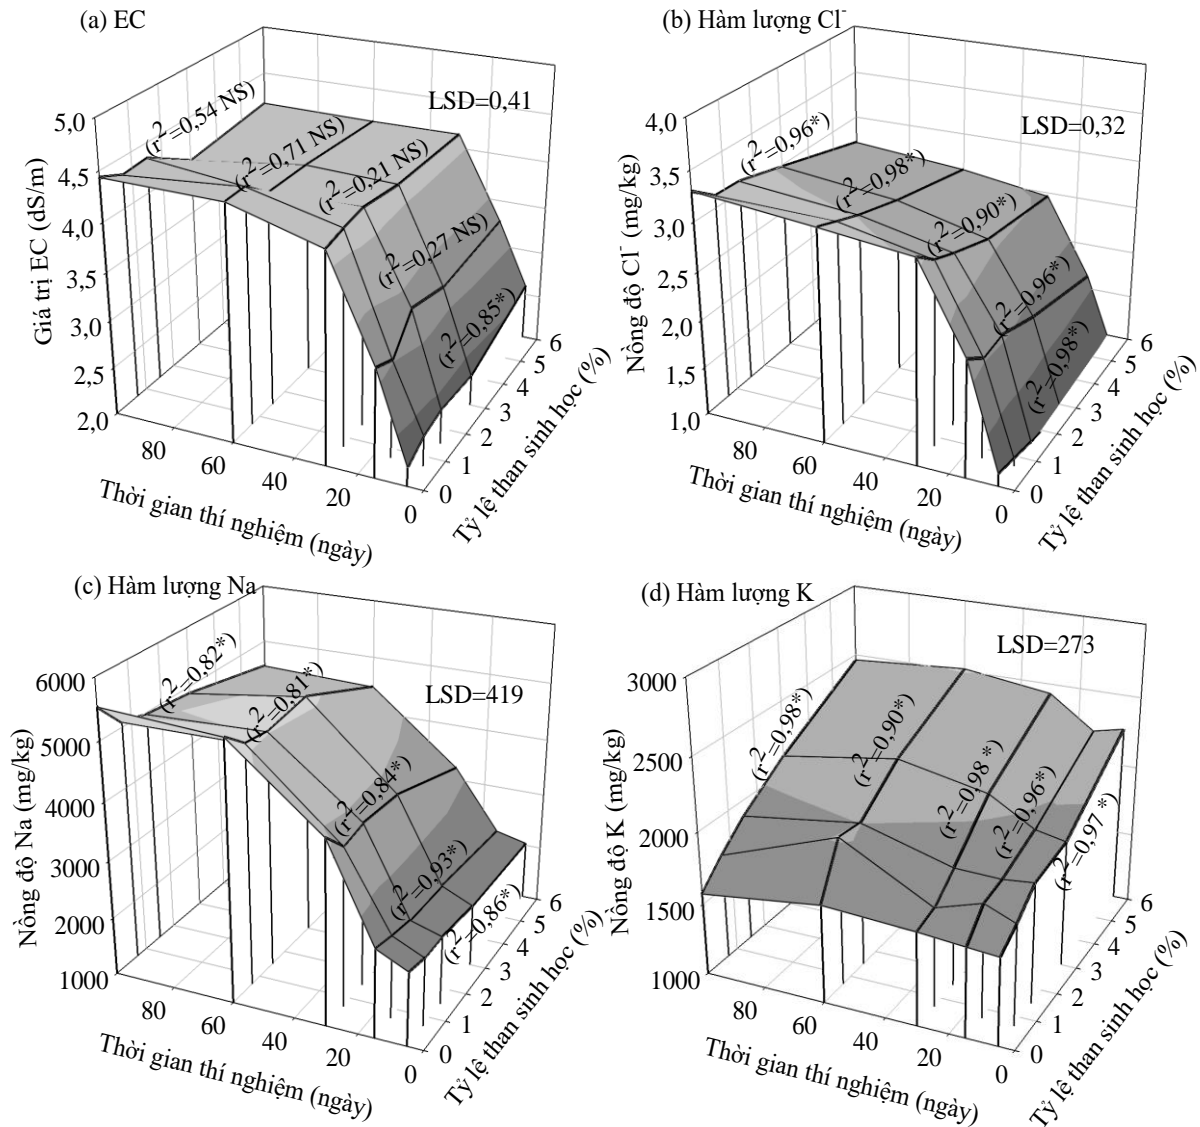 (a) EC
LSD=0,41
(r²=0,54 NS)
(r²=0,71 NS)
(r²=0,21 NS)
(r²=0,27 NS)
(r²=0,85*)
Giá trị EC (dS/m)
5,0
4,5
4,0
3,5
3,0
2,5
2,0
80
60
40
20
0
Thời gian thí nghiệm (ngày)
0
1
2
3
4
5
6
Tỷ lệ than sinh học (%)
(b) Hàm lượng Cl⁻
LSD=0,32
(r²=0,96*)
(r²=0,98*)
(r²=0,90*)
(r²=0,96*)
(r²=0,98*)
Nồng độ Cl⁻ (mg/kg)
4,0
3,5
3,0
2,5
2,0
1,5
1,0
80
60
40
20
0
Thời gian thí nghiệm (ngày)
0
1
2
3
4
5
6
Tỷ lệ than sinh học (%)
(c) Hàm lượng Na
LSD=419
(r²=0,82*)
(r²=0,81*)
(r²=0,84*)
(r²=0,93*)
(r²=0,86*)
Nồng độ Na (mg/kg)
6000
5000
4000
3000
2000
1000
80
60
40
20
0
Thời gian thí nghiệm (ngày)
0
1
2
3
4
5
6
Tỷ lệ than sinh học (%)
(d) Hàm lượng K
LSD=273
(r²=0,98*)
(r²=0,90*)
(r²=0,98 *)
(r²=0,96*)
(r²=0,97 *)
Nồng độ K (mg/kg)
3000
2500
2000
1500
1000
80
60
40
20
0
Thời gian thí nghiệm (ngày)
0
1
2
3
4
5
6
Tỷ lệ than sinh học (%)